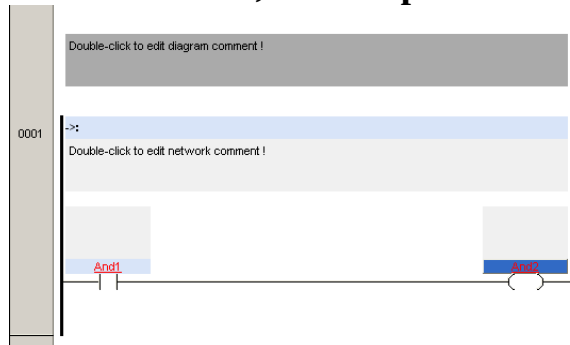 Double-click to edit diagram comment !
0001
->:
Double-click to edit network comment !
And1
And2